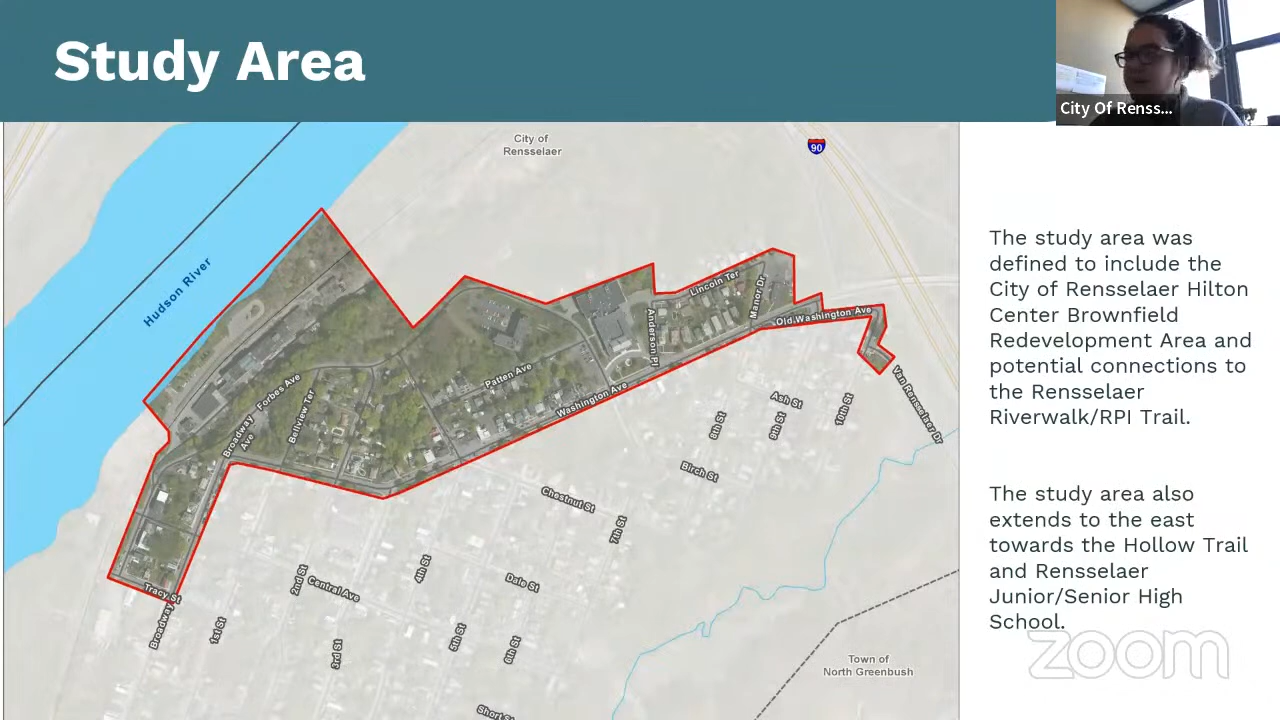 Study Area
City Of Renss...
City of
Rensselaer
90
Hudson River
Lincoln Ter
Manor Dr
Old Washington Ave
Anderson Pl
Patten Ave
Washington Ave
Forbes Ave
Broadway
Ave
Bellview Ter
Van Rensselaer Dr
Ash St
10th St
9th St
8th St
Birch St
Chestnut St
7th St
4th St
Dale St
2nd St
Central Ave
Tracy St
Broadway
1st St
3rd St
5th St
6th St
Short St
Town of
North Greenbush
The study area was
defined to include the
City of Rensselaer Hilton
Center Brownfield
Redevelopment Area and
potential connections to
the Rensselaer
Riverwalk/RPI Trail.
The study area also
extends to the east
towards the Hollow Trail
and Rensselaer
Junior/Senior High
School.
zoom